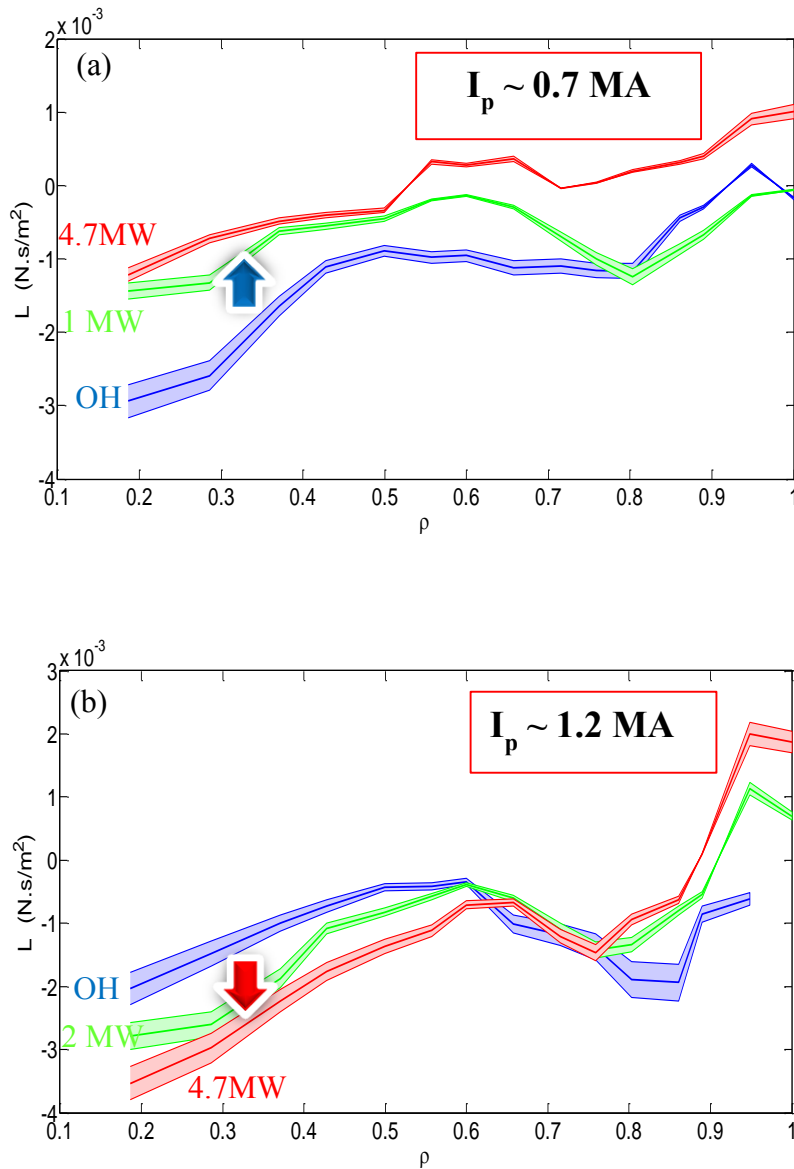 x 10⁻³
2
(a)
I_p ~ 0.7 MA
1
0
4.7MW
-1
L (N.s/m²)
1 MW
-2
OH
-3
-4
0.1 0.2 0.3 0.4 0.5 0.6 0.7 0.8 0.9 1
ρ
x 10⁻³
3
(b)
I_p ~ 1.2 MA
2
1
0
L (N.s/m²)
-1
OH
-2
2 MW
-3
4.7MW
-4
0.1 0.2 0.3 0.4 0.5 0.6 0.7 0.8 0.9 1
ρ